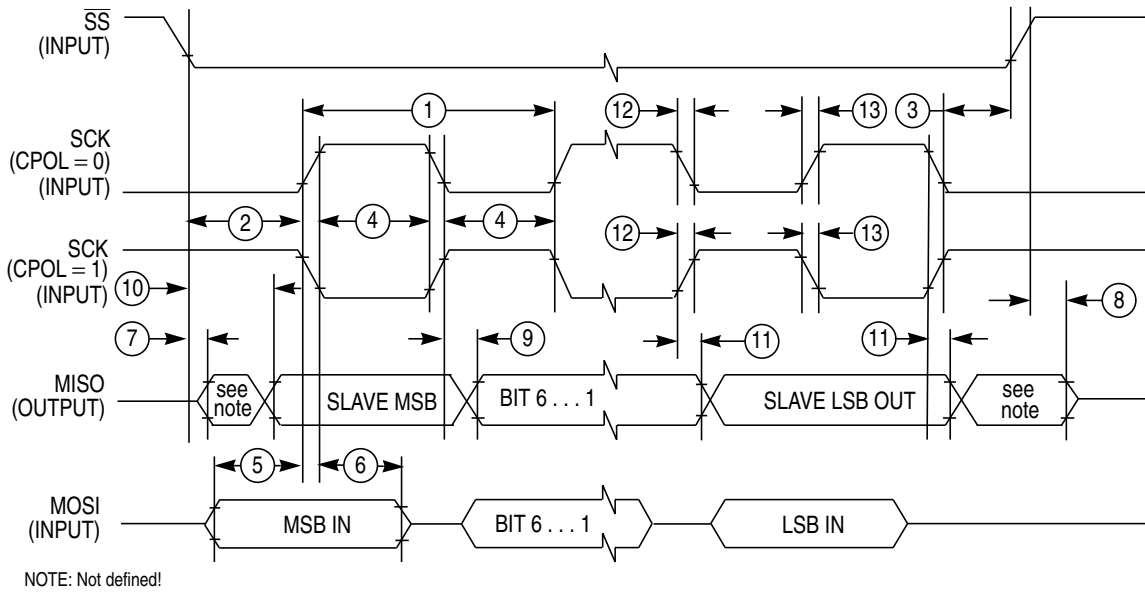 SS
(INPUT)
1
12
13
3
SCK
(CPOL = 0)
(INPUT)
2
4
4
12
13
SCK
(CPOL = 1)
(INPUT)
10
8
7
9
11
11
MISO
(OUTPUT)
see
note
SLAVE MSB
BIT 6 . . . 1
SLAVE LSB OUT
see
note
5
6
MOSI
(INPUT)
MSB IN
BIT 6 . . . 1
LSB IN
NOTE: Not defined!